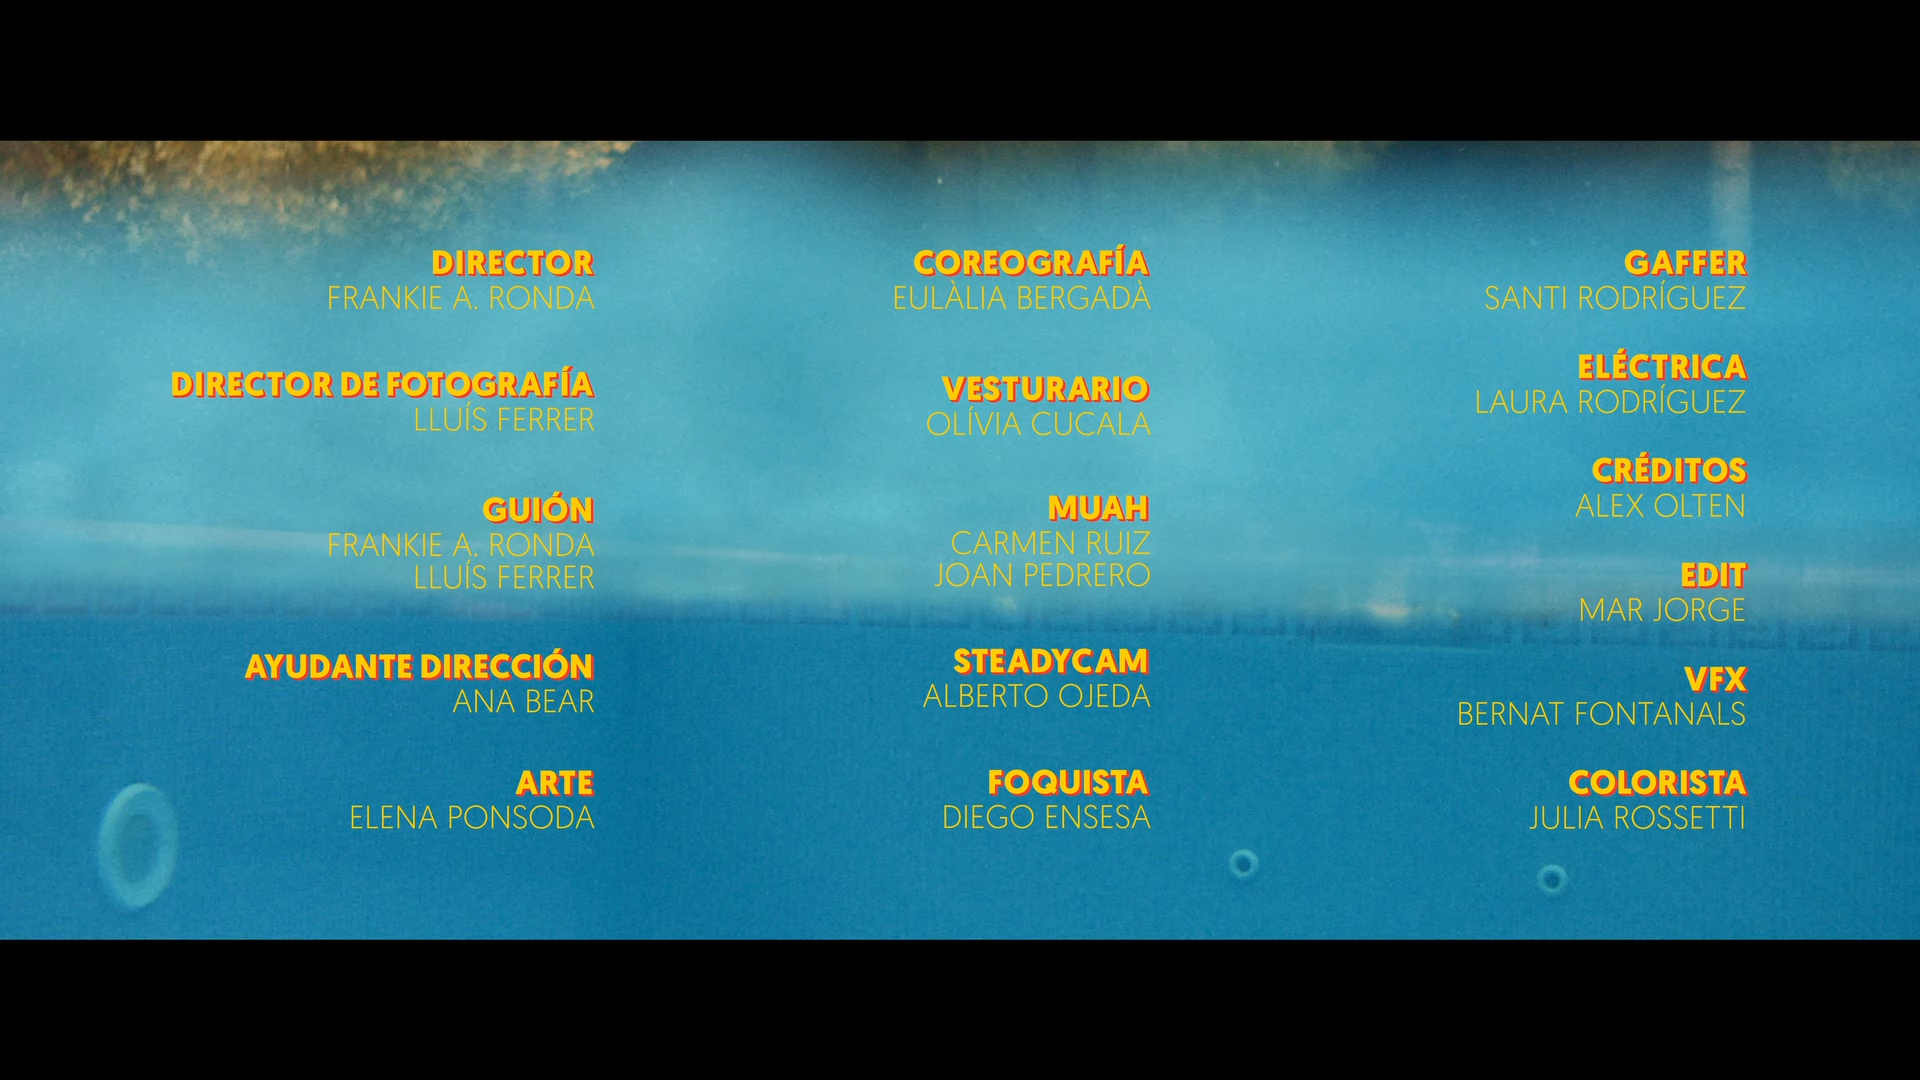 DIRECTOR
FRANKIE A. RONDA
DIRECTOR DE FOTOGRAFÍA
LLUÍS FERRER
GUIÓN
FRANKIE A. RONDA
LLUÍS FERRER
AYUDANTE DIRECCIÓN
ANA BEAR
ARTE
ELENA PONSODA
COREOGRAFÍA
EULÀLIA BERGADÀ
VESTURARIO
OLÍVIA CUCALA
MUAH
CARMEN RUIZ
JOAN PEDRERO
STEADYCAM
ALBERTO OJEDA
FOQUISTA
DIEGO ENSESA
GAFFER
SANTI RODRÍGUEZ
ELÉCTRICA
LAURA RODRÍGUEZ
CRÉDITOS
ALEX OLTEN
EDIT
MAR JORGE
VFX
BERNAT FONTANALS
COLORISTA
JULIA ROSSETTI